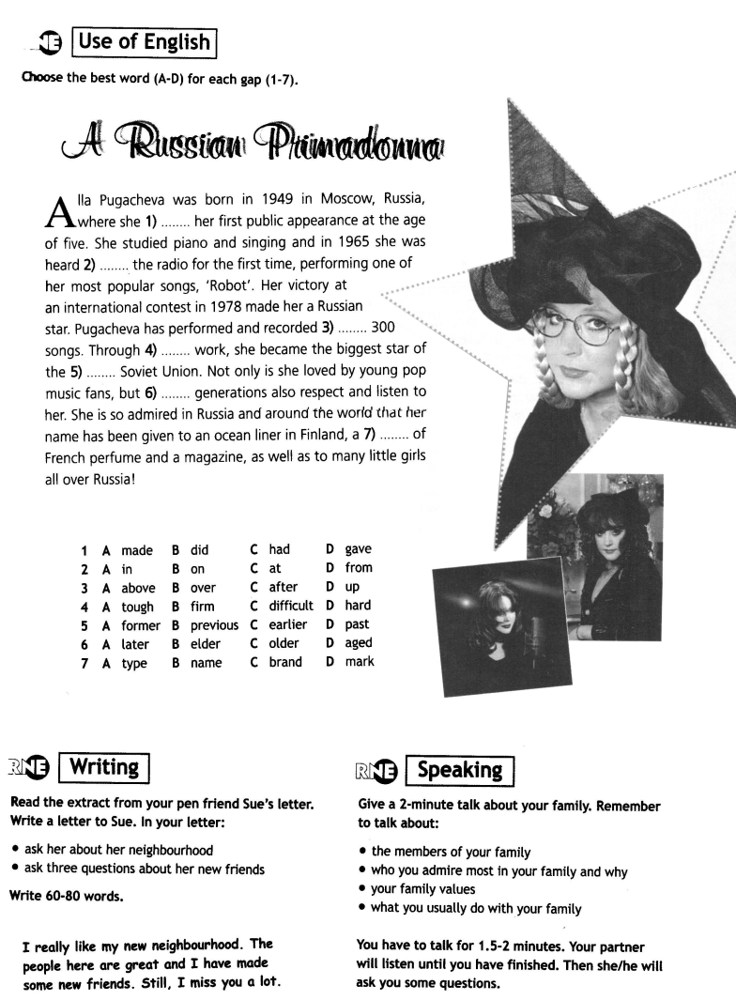 RNE Use of English
Choose the best word (A-D) for each gap (1-7).
A Russian Primadonna
Alla Pugacheva was born in 1949 in Moscow, Russia,
where she 1) ........ her first public appearance at the age
of five. She studied piano and singing and in 1965 she was
heard 2) ........ the radio for the first time, performing one of
her most popular songs, 'Robot'. Her victory at
an international contest in 1978 made her a Russian
star. Pugacheva has performed and recorded 3) ........ 300
songs. Through 4) ........ work, she became the biggest star of
the 5) ........ Soviet Union. Not only is she loved by young pop
music fans, but 6) ........ generations also respect and listen to
her. She is so admired in Russia and around the world that her
name has been given to an ocean liner in Finland, a 7) ........ of
French perfume and a magazine, as well as to many little girls
all over Russia!
1 A made B did C had D gave
2 A in B on C at D from
3 A above B over C after D up
4 A tough B firm C difficult D hard
5 A former B previous C earlier D past
6 A later B elder C older D aged
7 A type B name C brand D mark
RNE Writing
Read the extract from your pen friend Sue's letter.
Write a letter to Sue. In your letter:
• ask her about her neighbourhood
• ask three questions about her new friends
Write 60-80 words.
I really like my new neighbourhood. The
people here are great and I have made
some new friends. Still, I miss you a lot.
RNE Speaking
Give a 2-minute talk about your family. Remember
to talk about:
• the members of your family
• who you admire most in your family and why
• your family values
• what you usually do with your family
You have to talk for 1.5-2 minutes. Your partner
will listen until you have finished. Then she/he will
ask you some questions.